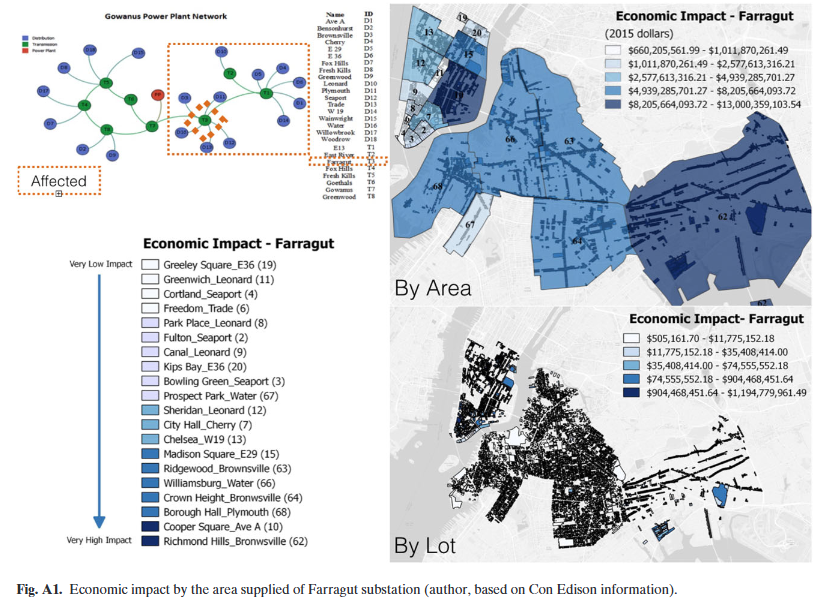 Gowanus Power Plant Network
Distribution
Transmission
Power Plant
Affected
Name ID
Ave A D1
Bensonhurst D2
D3
Cherry D4
E 29 D5
E 36 D6
Fox Hills D7
Fresh Kills D8
Greenwood D9
Leonard D10
Plymouth D11
Seaport D12
Trade D13
W 19 D14
Wainwright D15
Water D16
Willowbrook D17
Woodrow D18
E13 T1
East River T2
Farragut
Fox Hills T4
Fresh Kills T5
Goethals T6
Gowanus T7
Greenwood T8
Economic Impact - Farragut
Very Low Impact
Greeley Square_E36 (19)
Greenwich_Leonard (11)
Cortland_Seaport (4)
Freedom_Trade (6)
Park Place_Leonard (8)
Fulton_Seaport (2)
Canal_Leonard (9)
Kips Bay_E36 (20)
Bowling Green_Seaport (3)
Prospect Park_Water (67)
Sheridan_Leonard (12)
City Hall_Cherry (7)
Chelsea_W19 (13)
Madison Square_E29 (15)
Ridgewood_Brownsville (63)
Williamsburg_Water (66)
Crown Height_Bronwsville (64)
Borough Hall_Plymouth (68)
Cooper Square_Ave A (10)
Richmond Hills_Bronwsville (62)
Very High Impact
Economic Impact - Farragut
(2015 dollars)
$660,205,561.99 - $1,011,870,261.49
$1,011,870,261.49 - $2,577,613,316.21
$2,577,613,316.21 - $4,939,285,701.27
$4,939,285,701.27 - $8,205,664,093.72
$8,205,664,093.72 - $13,000,359,103.54
19
13
20
12
15
11
9
8
7
2
4
3
66
63
68
62
67
64
62
By Area
Economic Impact- Farragut
$505,161.70 - $11,775,152.18
$11,775,152.18 - $35,408,414.00
$35,408,414.00 - $74,555,552.18
$74,555,552.18 - $904,468,451.64
$904,468,451.64 - $1,194,779,961.49
By Lot
Fig. A1. Economic impact by the area supplied of Farragut substation (author, based on Con Edison information).